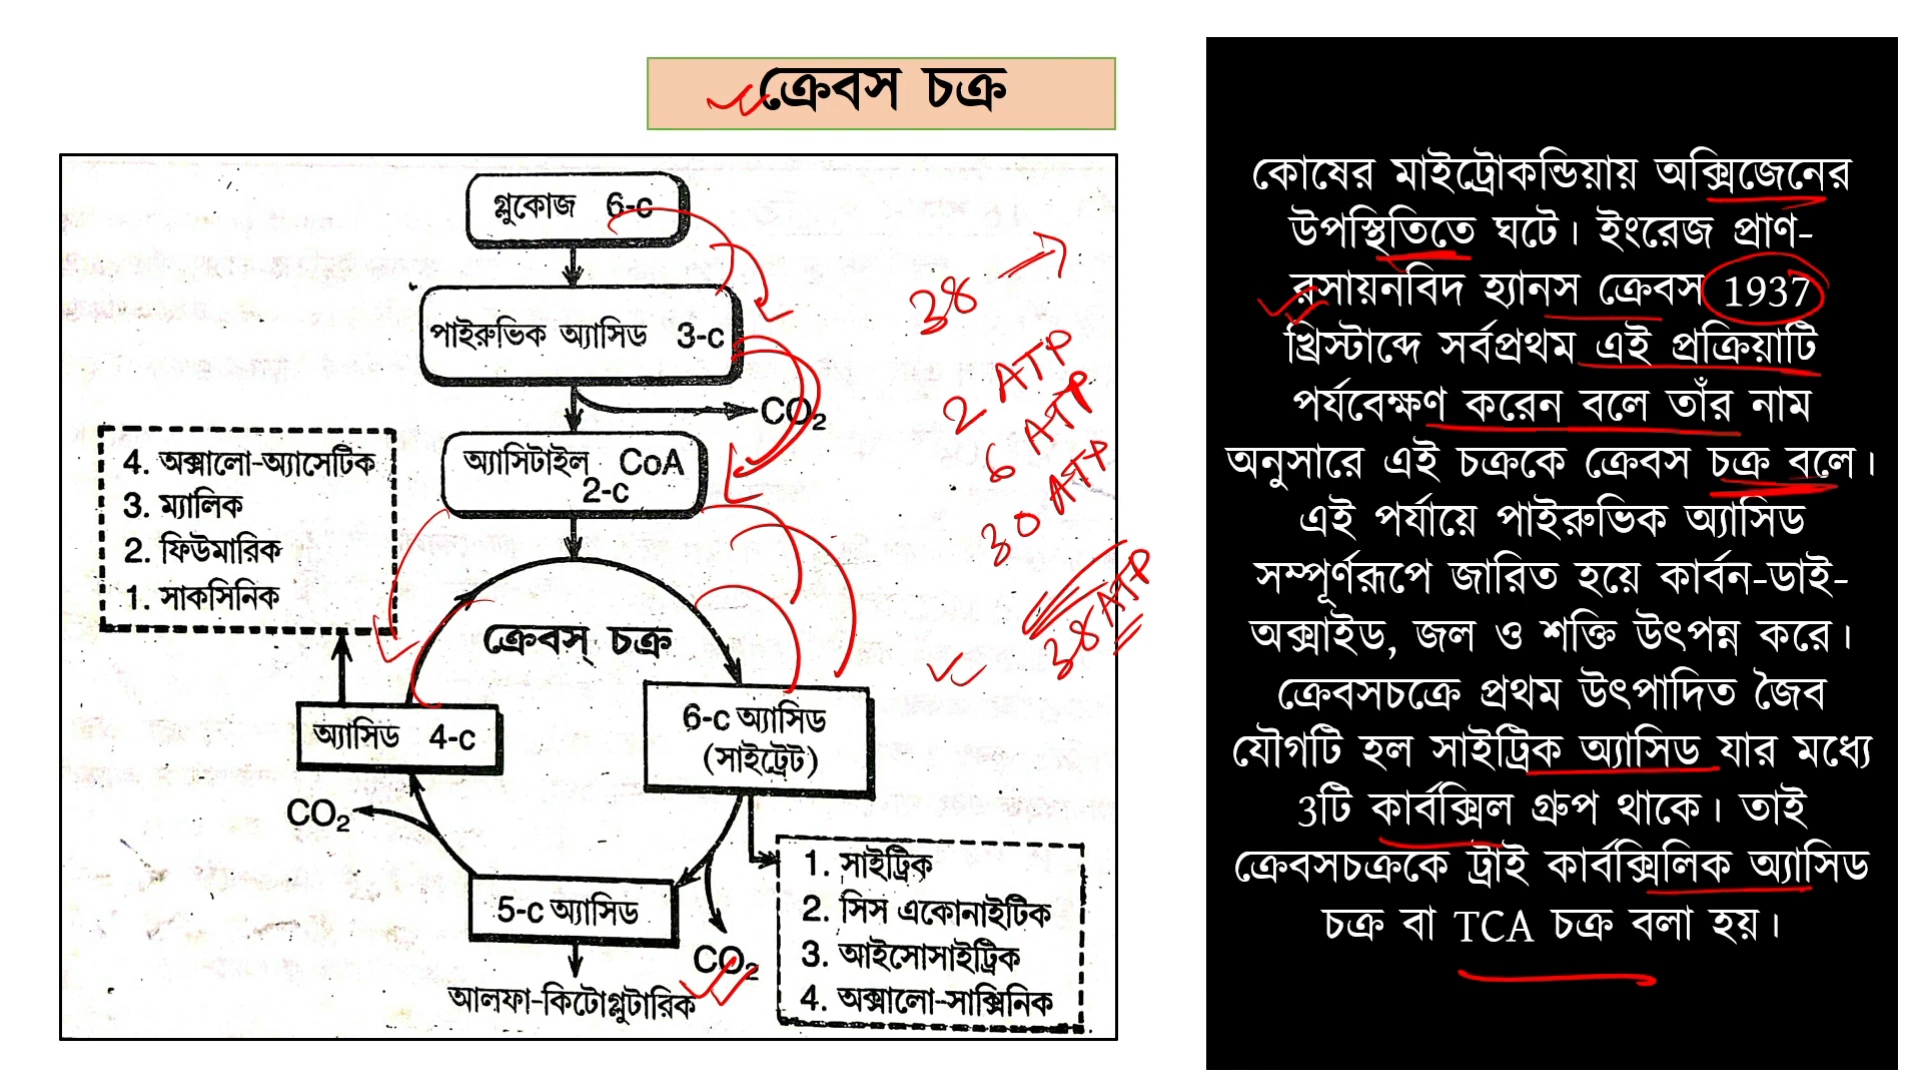 ক্রেবস চক্র
গ্লুকোজ 6-c
পাইরুভিক অ্যাসিড 3-c
CO₂
অ্যাসিটাইল CoA
2-c
4. অক্সালো-অ্যাসেটিক
3. ম্যালিক
2. ফিউমারিক
1. সাকসিনিক
ক্রেবস্ চক্র
অ্যাসিড 4-c
6-c অ্যাসিড
(সাইট্রেট)
CO₂
5-c অ্যাসিড
CO₂
আলফা-কিটোগ্লুটারিক
1. সাইট্রিক
2. সিস একোনাইটিক
3. আইসোসাইট্রিক
4. অক্সালো-সাক্সিনিক
38
2 ATP
6 ATP
30 ATP
38 ATP
কোষের মাইট্রোকন্ডিয়ায় অক্সিজেনের
উপস্থিতিতে ঘটে। ইংরেজ প্রাণ-
রসায়নবিদ হ্যানস ক্রেবস 1937
খ্রিস্টাব্দে সর্বপ্রথম এই প্রক্রিয়াটি
পর্যবেক্ষণ করেন বলে তাঁর নাম
অনুসারে এই চক্রকে ক্রেবস চক্র বলে।
এই পর্যায়ে পাইরুভিক অ্যাসিড
সম্পূর্ণরূপে জারিত হয়ে কার্বন-ডাই-
অক্সাইড, জল ও শক্তি উৎপন্ন করে।
ক্রেবসচক্রে প্রথম উৎপাদিত জৈব
যৌগটি হল সাইট্রিক অ্যাসিড যার মধ্যে
3টি কার্বক্সিল গ্রুপ থাকে। তাই
ক্রেবসচক্রকে ট্রাই কার্বক্সিলিক অ্যাসিড
চক্র বা TCA চক্র বলা হয়।